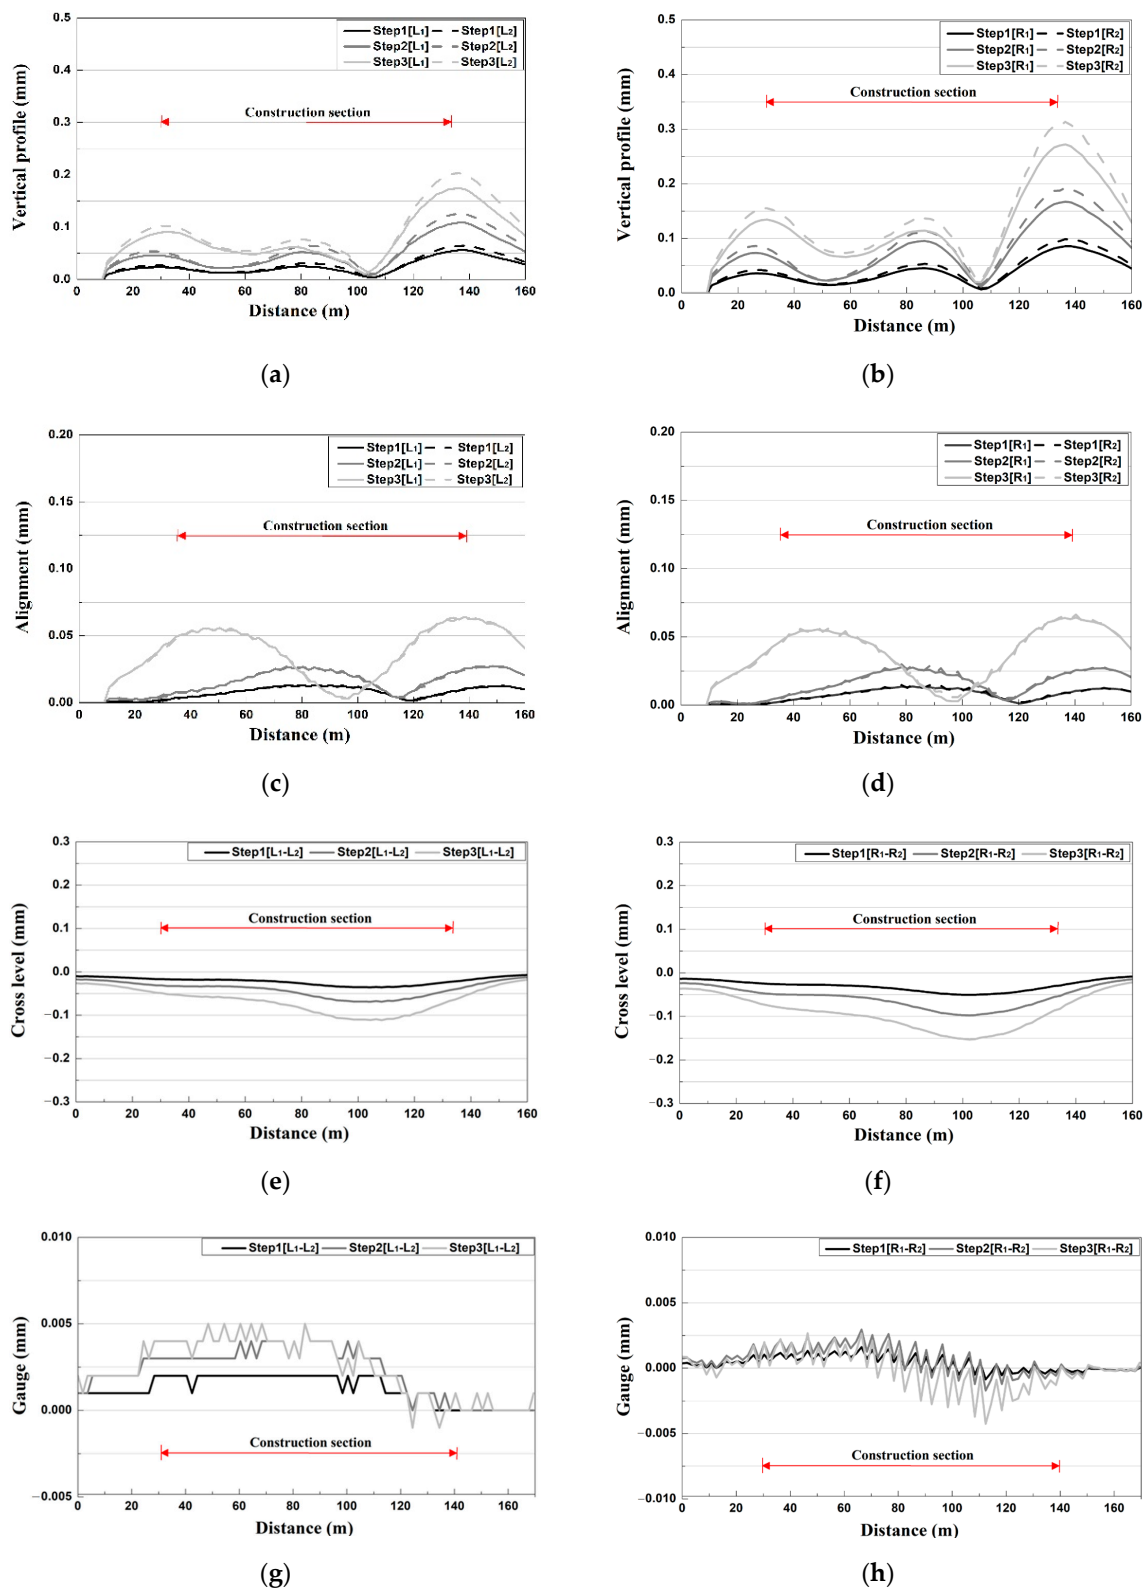 Step1[L1] Step1[L2]
Step2[L1] Step2[L2]
Step3[L1] Step3[L2]
Construction section
Vertical profile (mm)
0.5
0.4
0.3
0.2
0.1
0.0
0 20 40 60 80 100 120 140 160
Distance (m)
(a)
Step1[R1] Step1[R2]
Step2[R1] Step2[R2]
Step3[R1] Step3[R2]
Construction section
Vertical profile (mm)
0.5
0.4
0.3
0.2
0.1
0.0
0 20 40 60 80 100 120 140 160
Distance (m)
(b)
Step1[L1] Step1[L2]
Step2[L1] Step2[L2]
Step3[L1] Step3[L2]
Construction section
Alignment (mm)
0.20
0.15
0.10
0.05
0.00
0 20 40 60 80 100 120 140 160
Distance (m)
(c)
Step1[R1] Step1[R2]
Step2[R1] Step2[R2]
Step3[R1] Step3[R2]
Construction section
Alignment (mm)
0.20
0.15
0.10
0.05
0.00
0 20 40 60 80 100 120 140 160
Distance (m)
(d)
Step1[L1-L2] Step2[L1-L2] Step3[L1-L2]
Construction section
Cross level (mm)
0.3
0.2
0.1
0.0
−0.1
−0.2
−0.3
0 20 40 60 80 100 120 140 160
Distance (m)
(e)
Step1[R1-R2] Step2[R1-R2] Step3[R1-R2]
Construction section
Cross level (mm)
0.3
0.2
0.1
0.0
−0.1
−0.2
−0.3
0 20 40 60 80 100 120 140 160
Distance (m)
(f)
Step1[L1-L2] Step2[L1-L2] Step3[L1-L2]
Construction section
Gauge (mm)
0.010
0.005
0.000
−0.005
0 20 40 60 80 100 120 140 160
Distance (m)
(g)
Step1[R1-R2] Step2[R1-R2] Step3[R1-R2]
Construction section
Gauge (mm)
0.010
0.005
0.000
−0.005
−0.010
0 20 40 60 80 100 120 140 160
Distance (m)
(h)